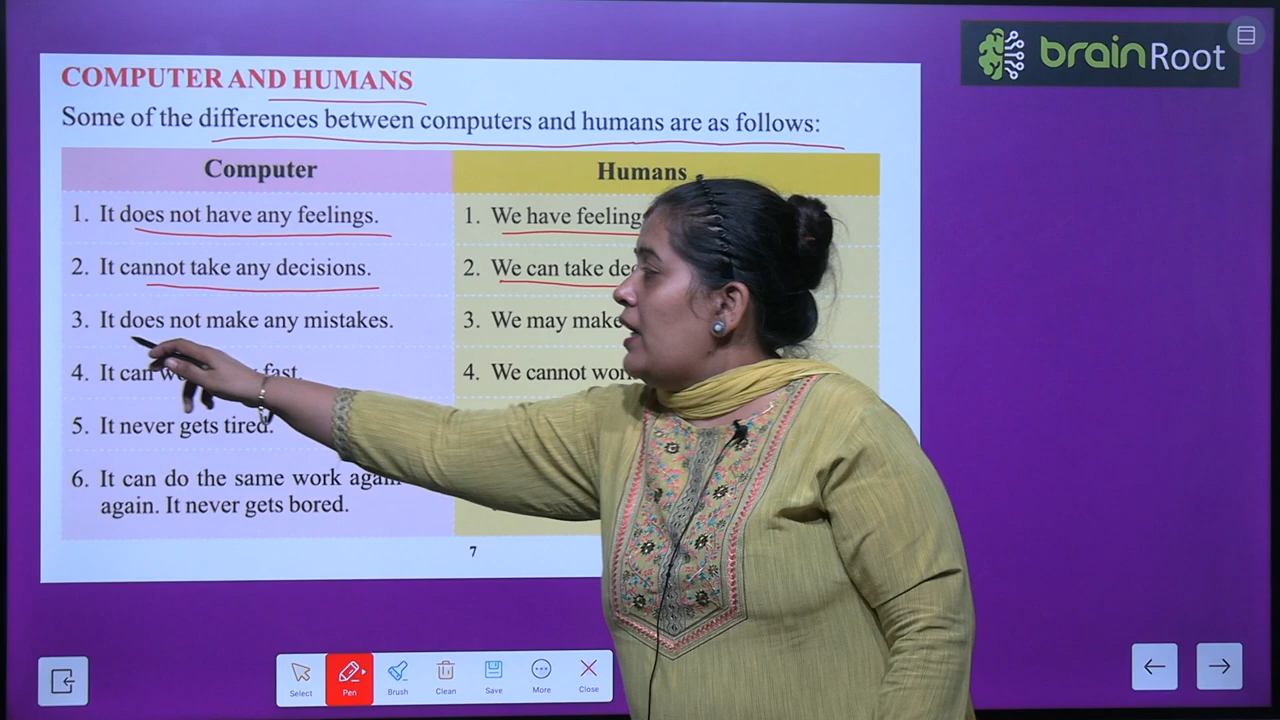 brainRoot
COMPUTER AND HUMANS
Some of the differences between computers and humans are as follows:
Computer
Humans
1. It does not have any feelings.
1. We have feeling
2. It cannot take any decisions.
2. We can take de
3. It does not make any mistakes.
3. We may make
4. It can fast.
4. We cannot wor
5. It never gets tired.
6. It can do the same work again
again. It never gets bored.
7
Select
Pen
Brush
Clean
Save
More
Close